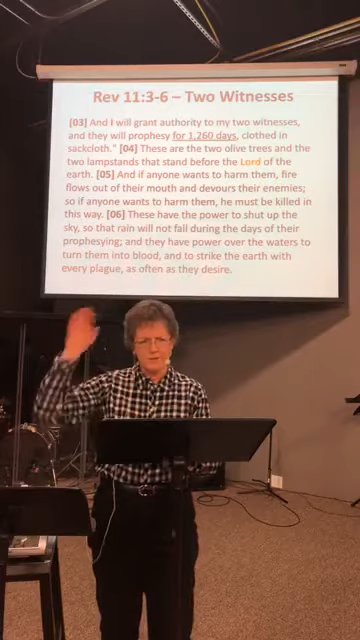 Rev 11:3-6 – Two Witnesses
[03] And I will grant authority to my two witnesses,
and they will prophesy for 1,260 days, clothed in
sackcloth." [04] These are the two olive trees and the
two lampstands that stand before the Lord of the
earth. [05] And if anyone wants to harm them, fire
flows out of their mouth and devours their enemies;
so if anyone wants to harm them, he must be killed in
this way. [06] These have the power to shut up the
sky, so that rain will not fall during the days of their
prophesying; and they have power over the waters to
turn them into blood, and to strike the earth with
every plague, as often as they desire.